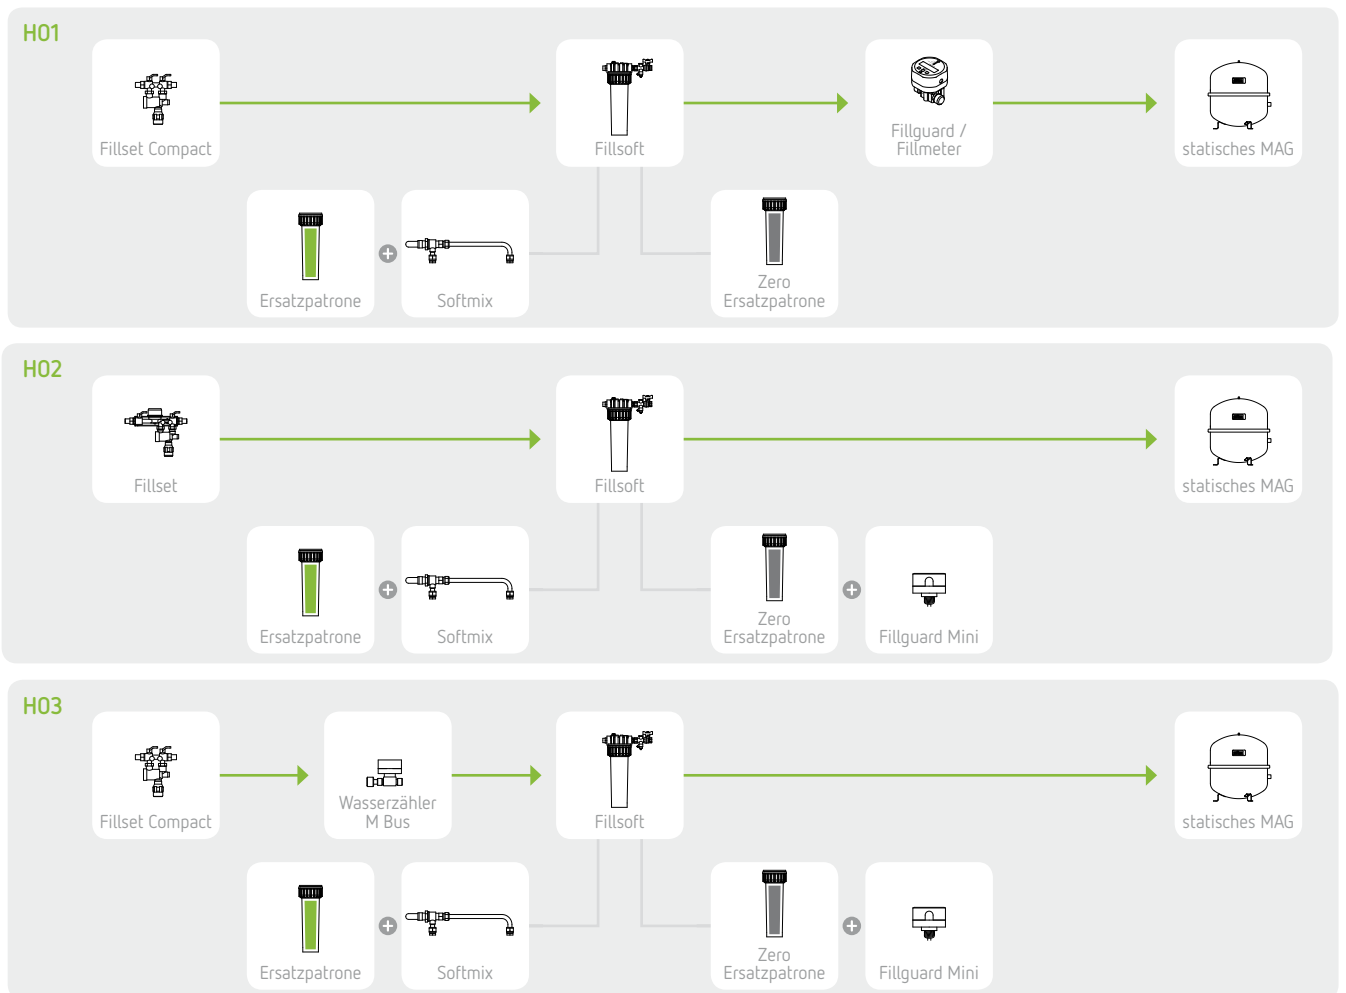 H01
Fillset Compact
Fillsoft
Fillguard /
Fillmeter
statisches MAG
Ersatzpatrone
Softmix
Zero
Ersatzpatrone
H02
Fillset
Fillsoft
statisches MAG
Ersatzpatrone
Softmix
Zero
Ersatzpatrone
Fillguard Mini
H03
Fillset Compact
Wasserzähler
M Bus
Fillsoft
statisches MAG
Ersatzpatrone
Softmix
Zero
Ersatzpatrone
Fillguard Mini